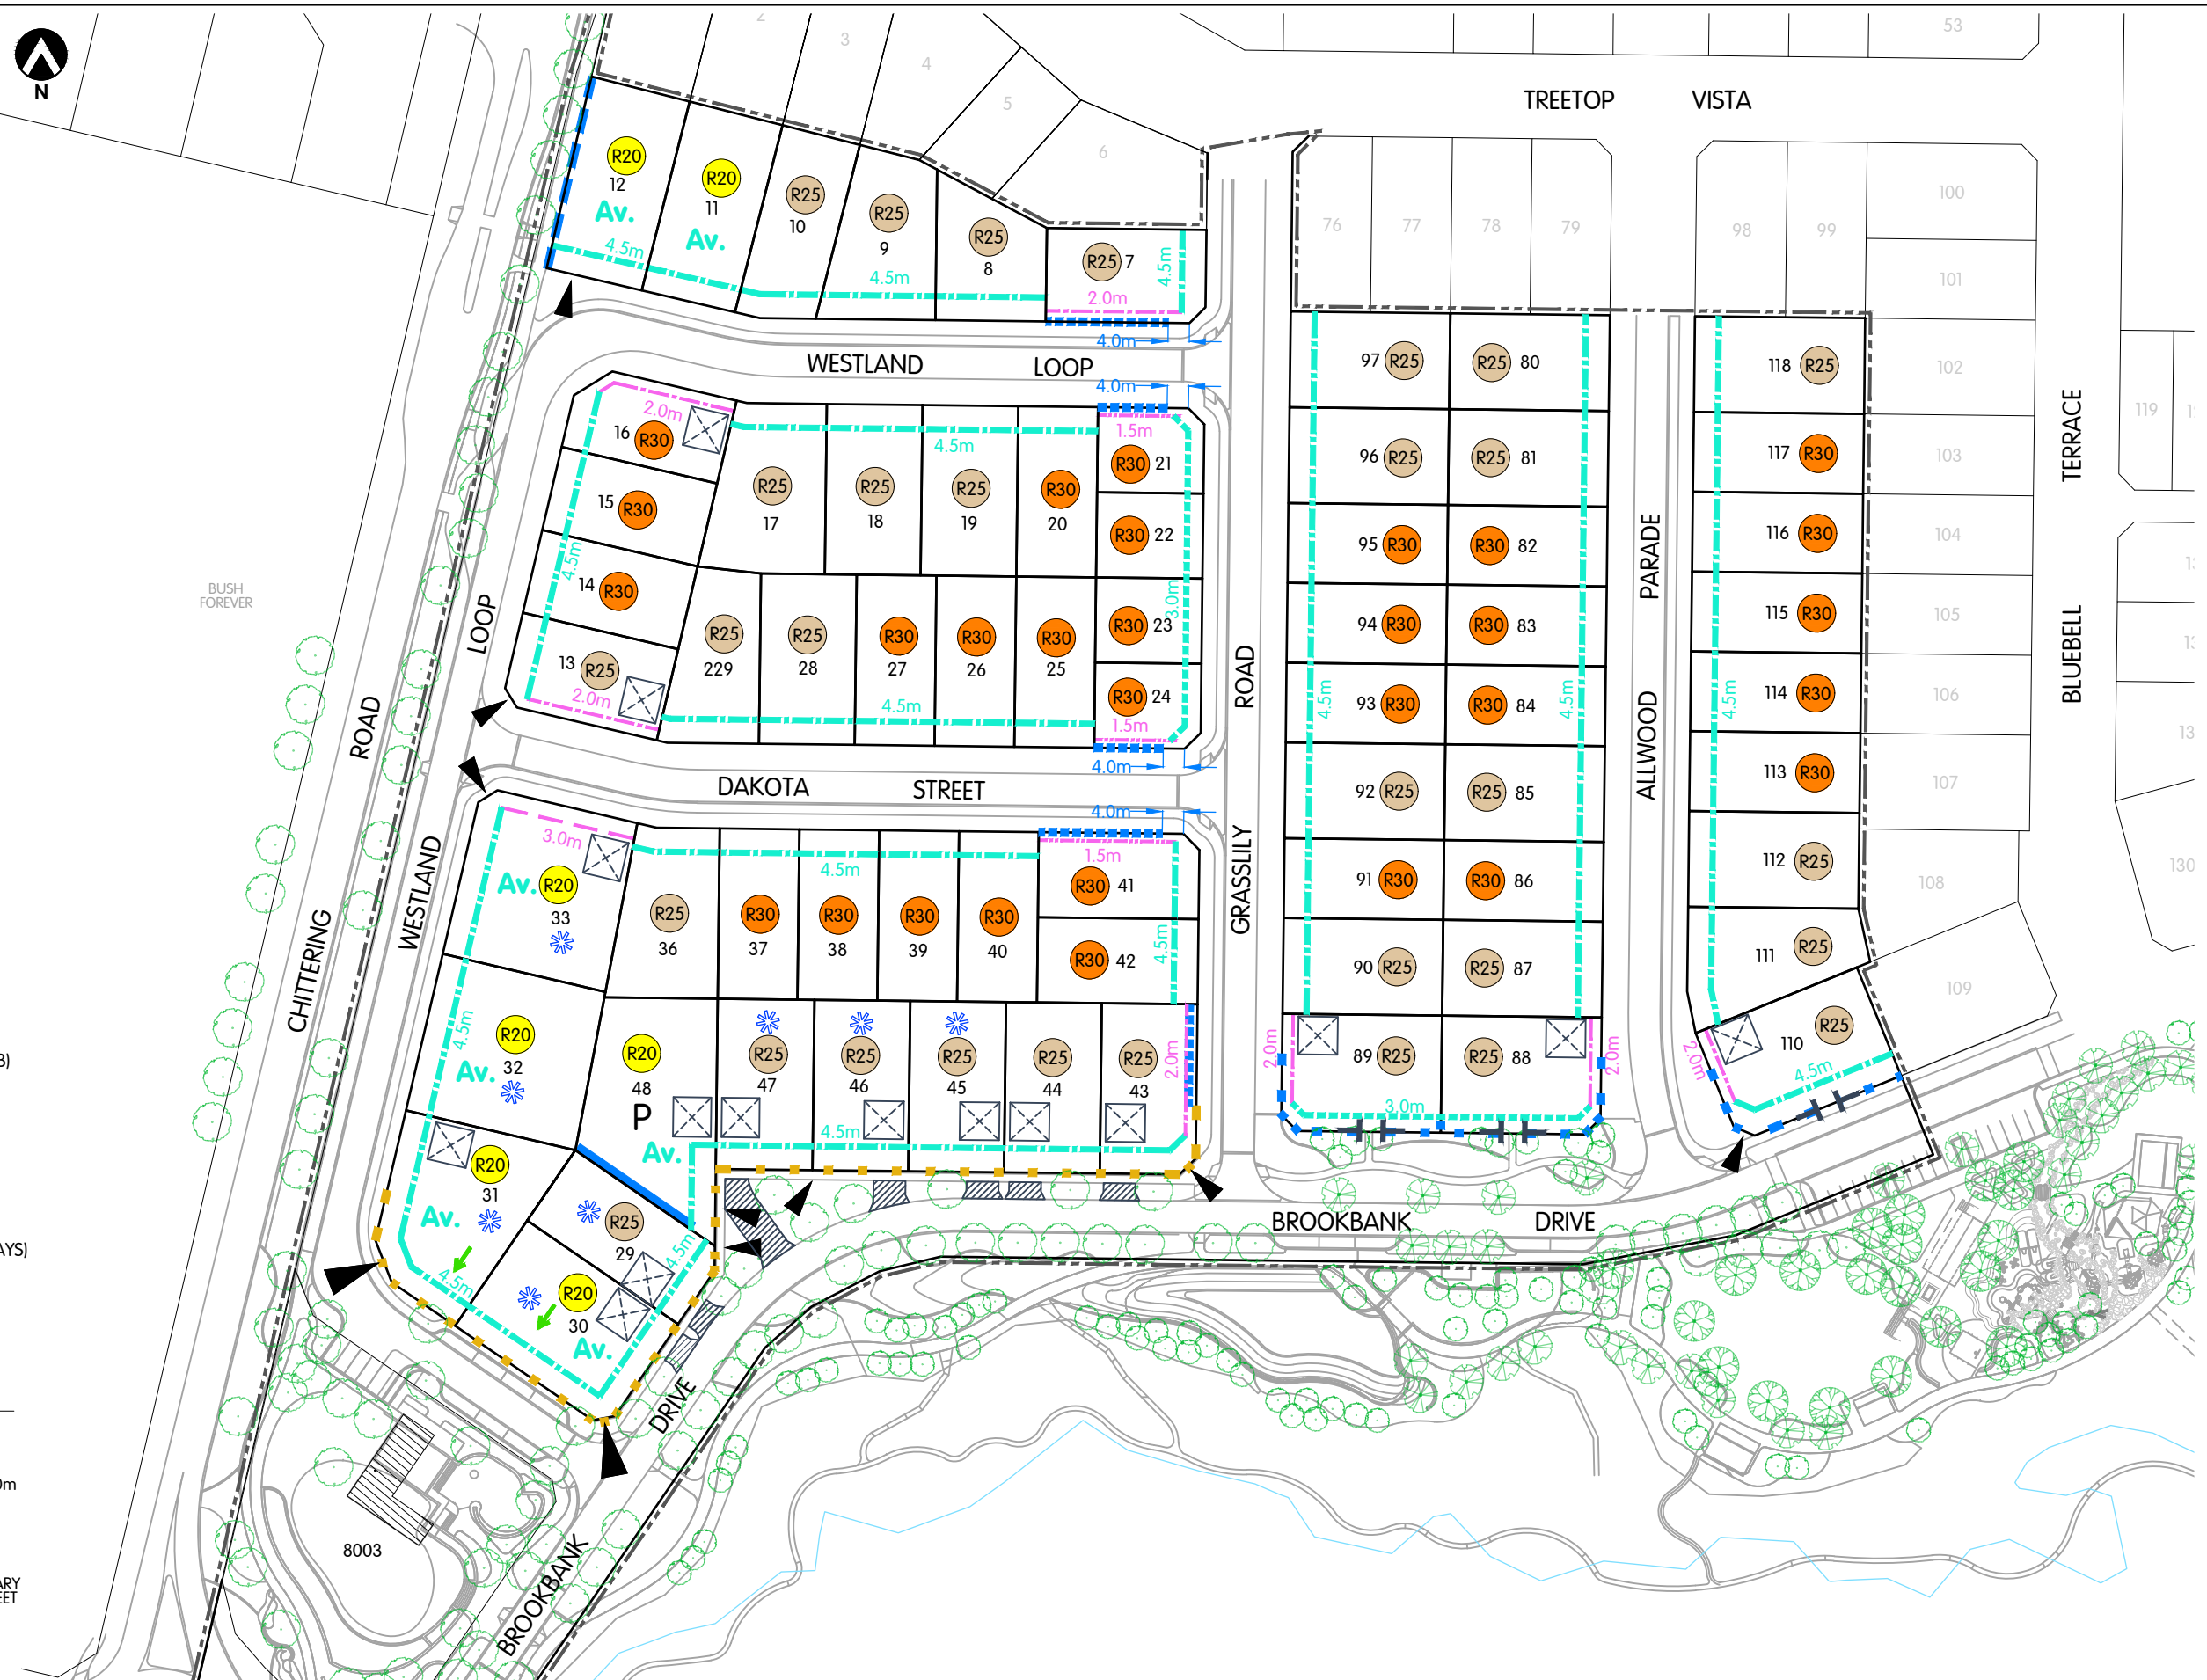 N
2
3
4
5
6
53
TREETOP VISTA
R20
12
Av.
4.5m
R20
11
Av.
R25
10
R25
9
4.5m
R25
8
R25 7
4.5m
2.0m
4.0m
76
77
78
79
98
99
100
101
102
103
104
105
106
107
108
109
119
130
WESTLAND LOOP
4.0m
2.0m
16 R30
15 R30
4.5m
14 R30
13 R25
2.0m
R25
17
R25
18
4.5m
R25
19
R30
20
1.5m
R30 21
R30 22
3.0m
R30 23
R30 24
1.5m
R25
229
R25
28
R30
27
R30
26
R30
25
4.5m
4.0m
97 R25
R25 80
96 R25
R25 81
95 R30
R30 82
94 R30
R30 83
93 R30
R30 84
92 R25
R25 85
91 R30
R30 86
90 R25
R25 87
89 R25
R25 88
4.5m
4.5m
2.0m
2.0m
3.0m
118 R25
117 R30
116 R30
115 R30
114 R30
113 R30
112 R25
111 R25
110 R25
4.5m
2.0m
4.5m
BUSH
FOREVER
LOOP
WESTLAND
CHITTERING ROAD
GRASSLILY ROAD
ALLWOOD PARADE
BLUEBELL TERRACE
DAKOTA STREET
4.0m
3.0m
Av. R20
33
R25
36
4.5m
R30
37
R30
38
R30
39
R30
40
1.5m
R30 41
R30 42
4.5m
4.5m
R20
Av. 32
R20
48
P
Av.
R25
47
R25
46
R25
45
R25
44
R25
43
2.0m
4.5m
R20
31
Av.
4.5m
R25
29
4.5m
R20
30
Av.
BROOKBANK DRIVE
BROOKBANK DRIVE
8003